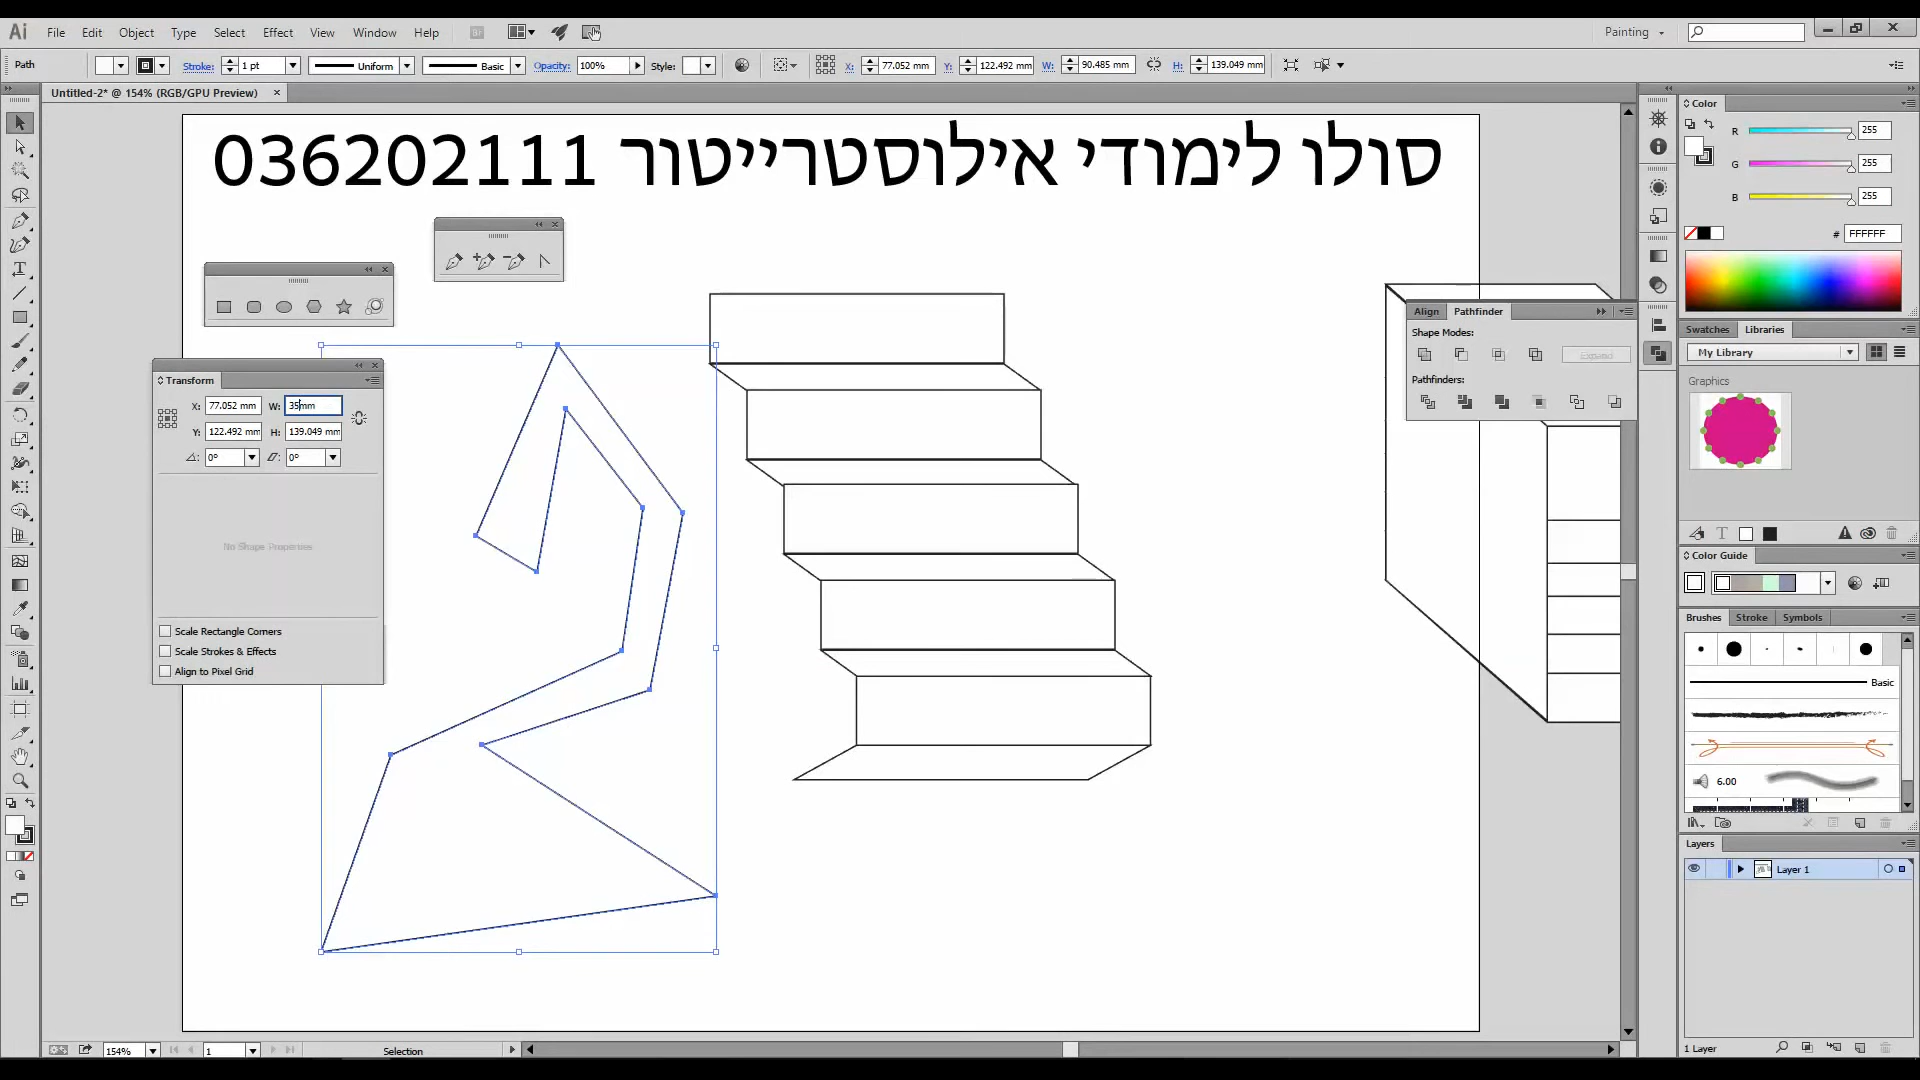 Ai File Edit Object Type Select Effect View Window Help Br Painting
Path Stroke: 1 pt Uniform Basic Opacity: 100% Style: X: 77.052 mm Y: 122.492 mm W: 90.485 mm H: 139.049 mm
Untitled-2* @ 154% (RGB/GPU Preview) ×
סולו לימודי אילוסטרייטור 036202111
Transform
X: 77.052 mm W: 35mm
Y: 122.492 mm H: 139.049 mm
0° 0°
No Shape Properties
Scale Rectangle Corners
Scale Strokes & Effects
Align to Pixel Grid
Align Pathfinder
Shape Modes:
Expand
Pathfinders:
Color
R 255
G 255
B 255
# FFFFFF
Swatches Libraries
My Library
Graphics
Color Guide
Brushes Stroke Symbols
Basic
6.00
Layers
Layer 1
1 Layer
154% 1 Selection